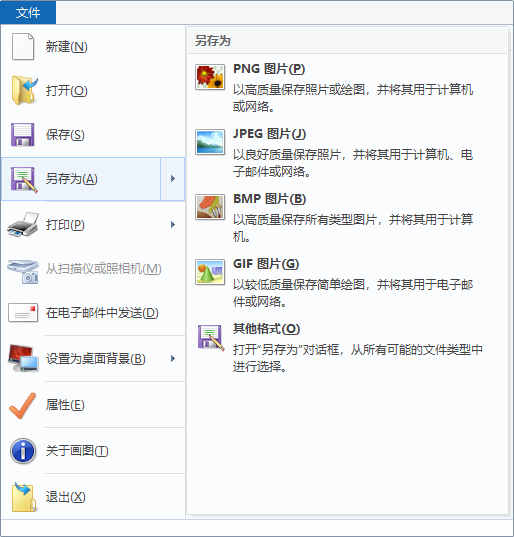 文件
新建(N)
打开(O)
保存(S)
另存为(A)
打印(P)
从扫描仪或照相机(M)
在电子邮件中发送(D)
设置为桌面背景(B)
属性(E)
关于画图(T)
退出(X)
另存为
PNG 图片(P)
以高质量保存照片或绘图，并将其用于计算机
或网络。
JPEG 图片(J)
以良好质量保存照片，并将其用于计算机、电
子邮件或网络。
BMP 图片(B)
以高质量保存所有类型图片，并将其用于计算
机。
GIF 图片(G)
以较低质量保存简单绘图，并将其用于电子邮
件或网络。
其他格式(O)
打开“另存为”对话框，从所有可能的文件类型中
进行选择。